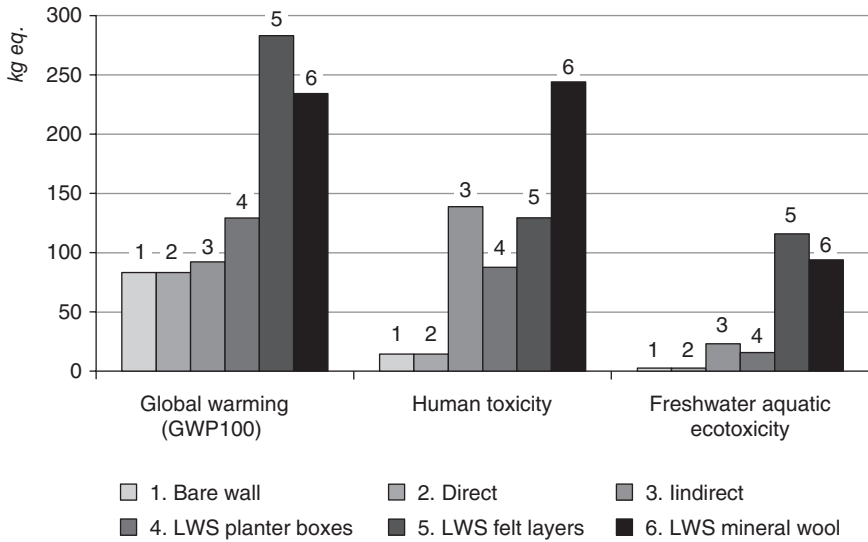 kg eq.
300
250
200
150
100
50
0
1 2 3 4 5 6
1 2 3 4 5 6
1 2 3 4 5 6
Global warming
(GWP100)
Human toxicity
Freshwater aquatic
ecotoxicity
1. Bare wall 2. Direct 3. Iindirect
4. LWS planter boxes 5. LWS felt layers 6. LWS mineral wool